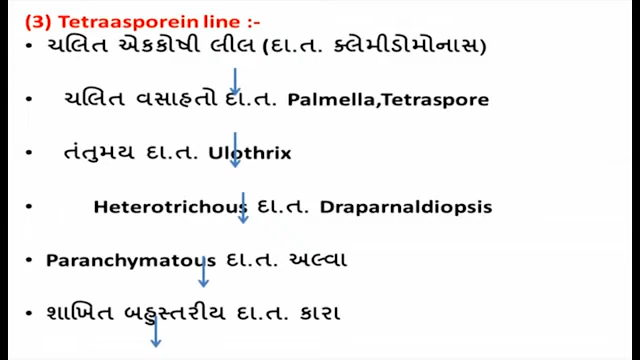 (3) Tetraasporein line :-
• ચલિત એકકોષી લીલ (દા.ત. ક્લેમીડોમોનાસ)
• ચલિત વસાહતો દા.ત. Palmella,Tetraspore
• તંતુમય દા.ત. Ulothrix
• Heterotrichous દા.ત. Draparnaldiopsis
• Paranchymatous દા.ત. અલ્વા
• શાખિત બહુસ્તરીય દા.ત. કારા